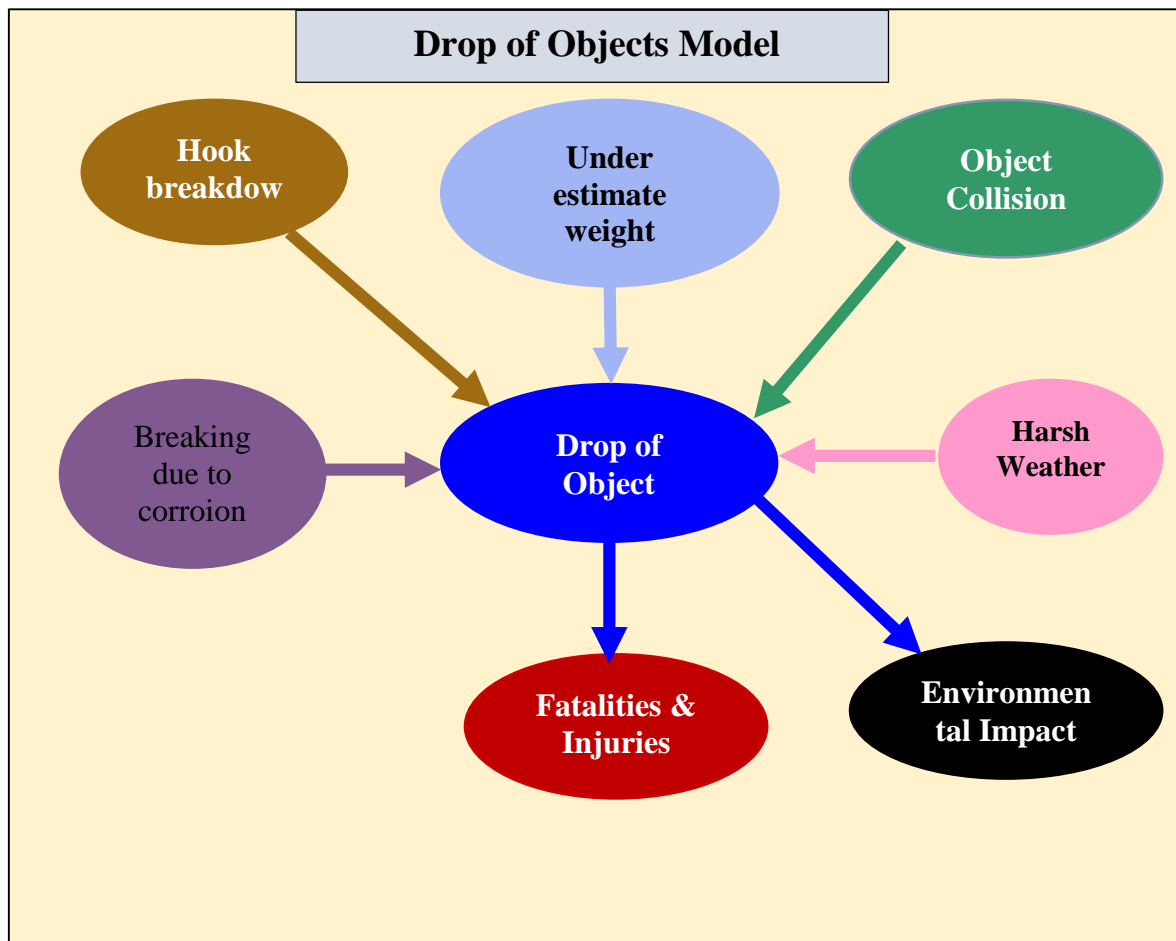 Drop of Objects Model
Hook
breakdow
Under
estimate
weight
Object
Collision
Breaking
due to
corroion
Drop of
Object
Harsh
Weather
Fatalities &
Injuries
Environmen
tal Impact